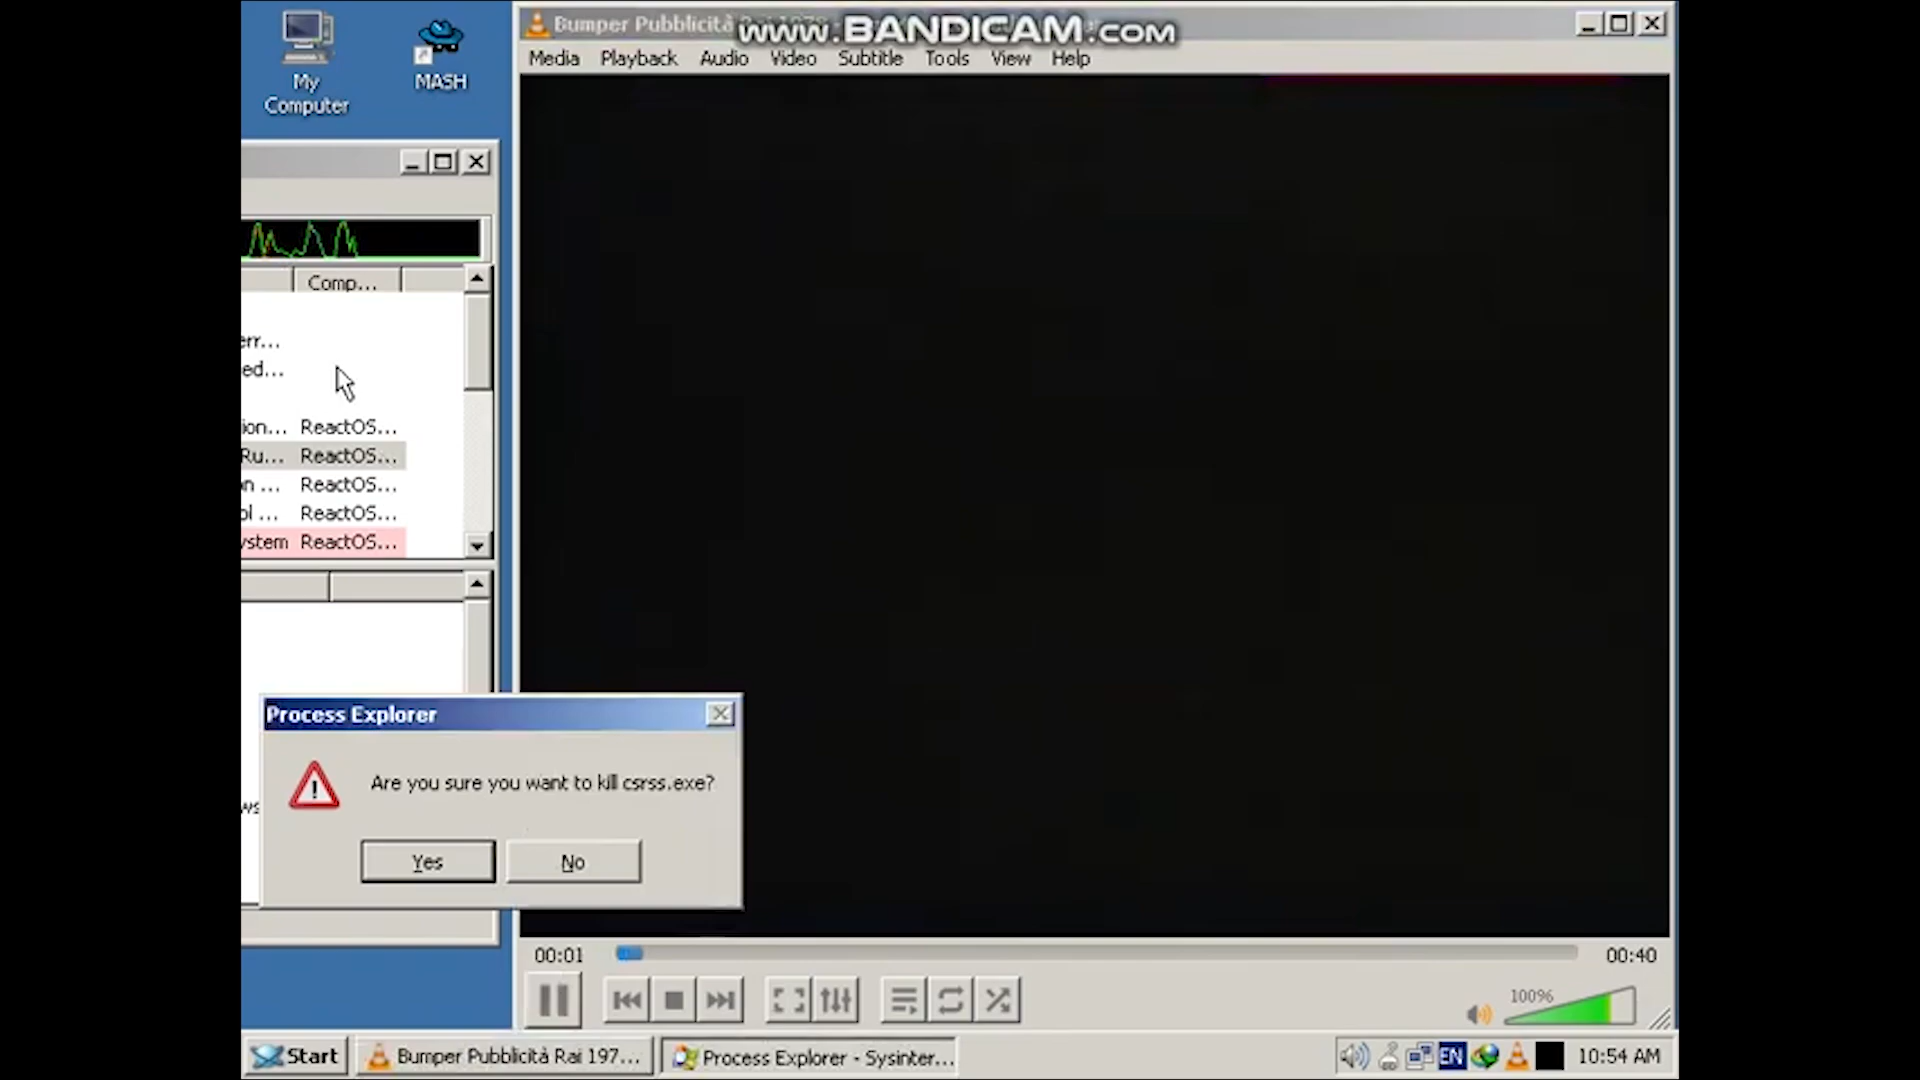 My
Computer
MASH
Bumper Pubblicità Rai
www.BANDICAM.com
Media Playback Audio Video Subtitle Tools View Help
Comp...
err...
ed...
ion... ReactOS...
Ru... ReactOS...
n ... ReactOS...
ol ... ReactOS...
ystem ReactOS...
ws
Process Explorer
Are you sure you want to kill csrss.exe?
Yes No
00:01 00:40
100%
Start Bumper Pubblicità Rai 197... Process Explorer - Sysinter... EN 10:54 AM